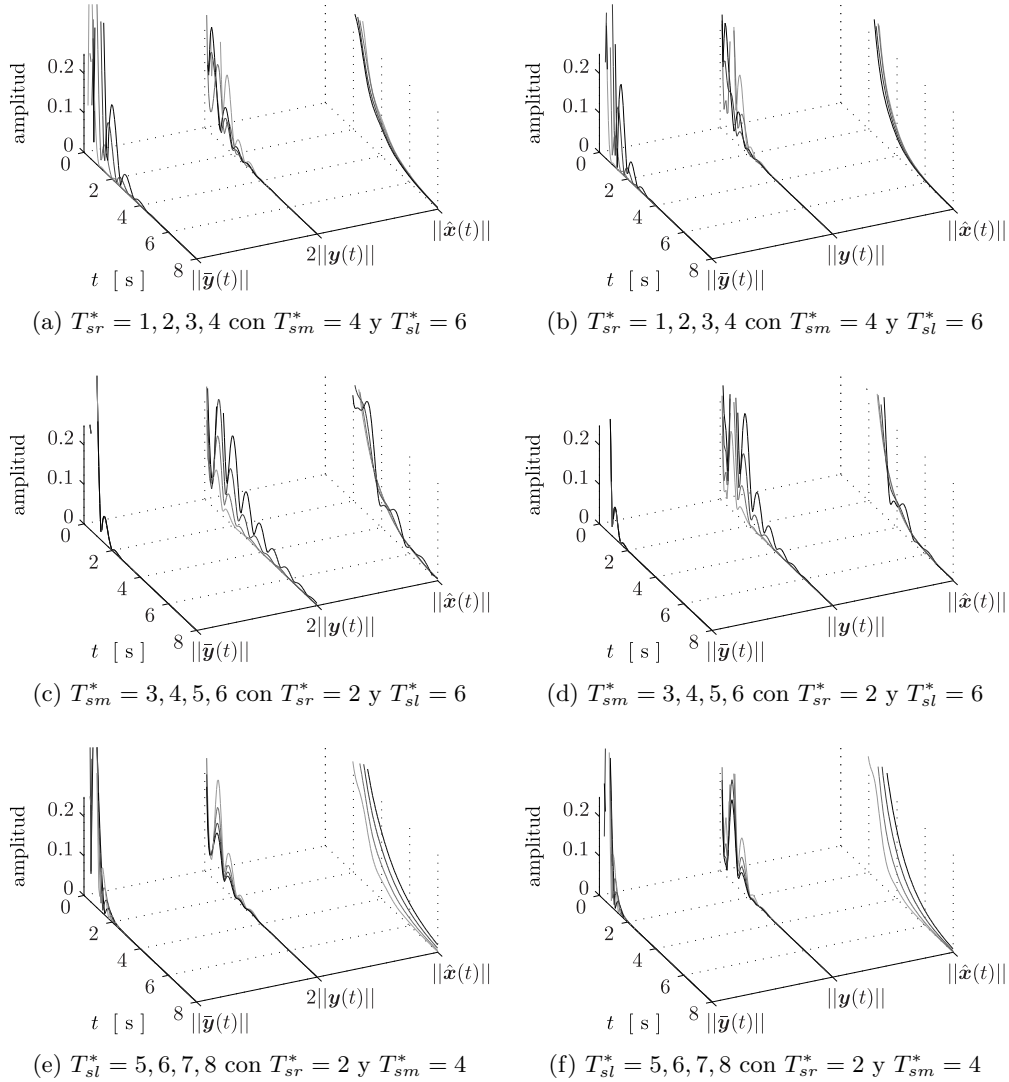 amplitud
0.2
0.1
0
0
2
4
6
8
t [ s ]
||ȳ(t)||
2||y(t)||
||x̂(t)||
(a) T*sr = 1, 2, 3, 4 con T*sm = 4 y T*sl = 6
amplitud
0.2
0.1
0
0
2
4
6
8
t [ s ]
||ȳ(t)||
||y(t)||
||x̂(t)||
(b) T*sr = 1, 2, 3, 4 con T*sm = 4 y T*sl = 6
amplitud
0.2
0.1
0
0
2
4
6
8
t [ s ]
||ȳ(t)||
2||y(t)||
||x̂(t)||
(c) T*sm = 3, 4, 5, 6 con T*sr = 2 y T*sl = 6
amplitud
0.2
0.1
0
0
2
4
6
8
t [ s ]
||ȳ(t)||
||y(t)||
||x̂(t)||
(d) T*sm = 3, 4, 5, 6 con T*sr = 2 y T*sl = 6
amplitud
0.2
0.1
0
0
2
4
6
8
t [ s ]
||ȳ(t)||
2||y(t)||
||x̂(t)||
(e) T*sl = 5, 6, 7, 8 con T*sr = 2 y T*sm = 4
amplitud
0.2
0.1
0
0
2
4
6
8
t [ s ]
||ȳ(t)||
||y(t)||
||x̂(t)||
(f) T*sl = 5, 6, 7, 8 con T*sr = 2 y T*sm = 4